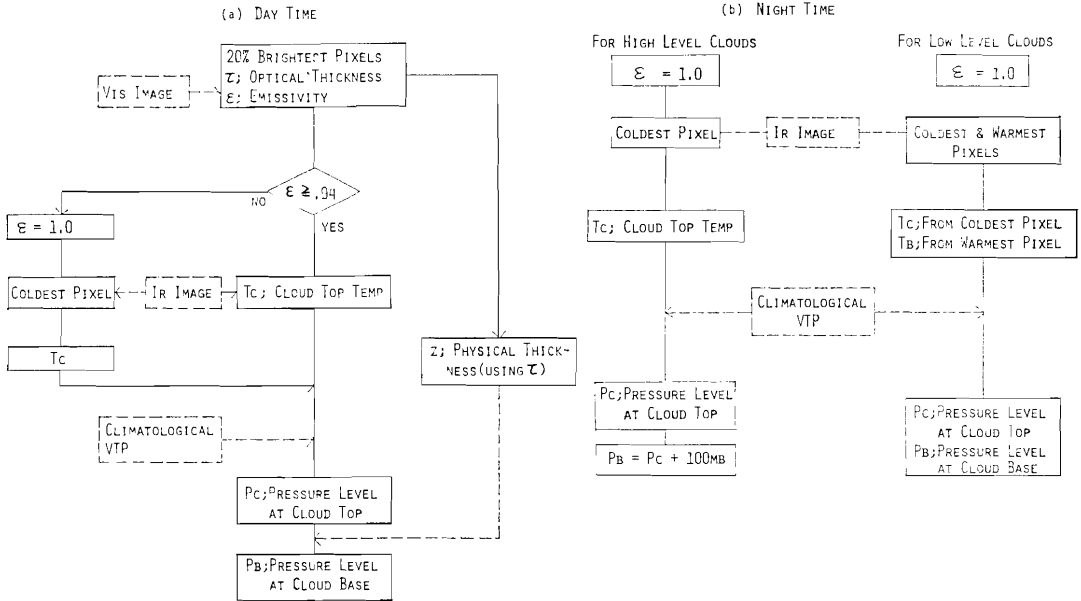 (a) DAY TIME
20% BRIGHTEST PIXELS
τ; OPTICAL THICKNESS
ε; EMISSIVITY
VIS IMAGE
ε ≧ .94
NO
YES
ε = 1.0
COLDEST PIXEL
IR IMAGE
TC; CLOUD TOP TEMP
TC
Z; PHYSICAL THICK-
NESS(USING τ)
CLIMATOLOGICAL
VTP
PC;PRESSURE LEVEL
AT CLOUD TOP
PB;PRESSURE LEVEL
AT CLOUD BASE
(b) NIGHT TIME
FOR HIGH LEVEL CLOUDS
ε = 1.0
COLDEST PIXEL
IR IMAGE
TC; CLOUD TOP TEMP
CLIMATOLOGICAL
VTP
PC;PRESSURE LEVEL
AT CLOUD TOP
PB = PC + 100MB
FOR LOW LEVEL CLOUDS
ε = 1.0
COLDEST & WARMEST
PIXELS
TC;FROM COLDEST PIXEL
TB;FROM WARMEST PIXEL
PC;PRESSURE LEVEL
AT CLOUD TOP
PB;PRESSURE LEVEL
AT CLOUD BASE